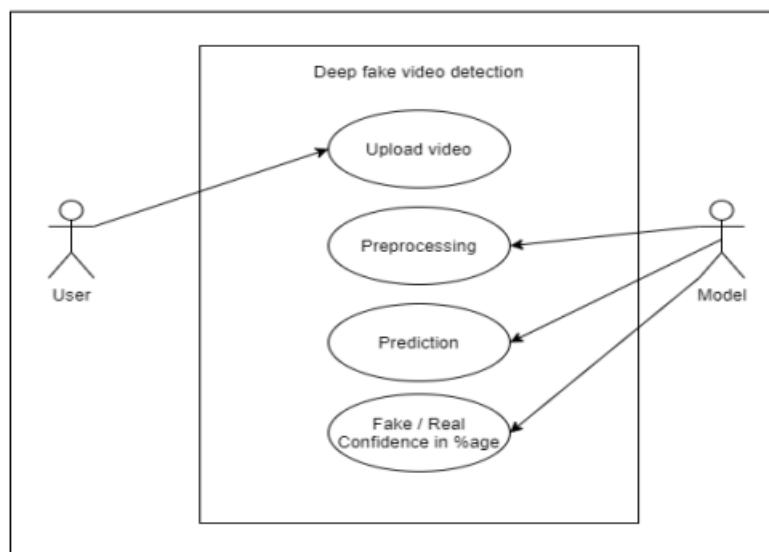 Deep fake video detection
Upload video
Preprocessing
Prediction
Fake / Real
Confidence in %age
User
Model